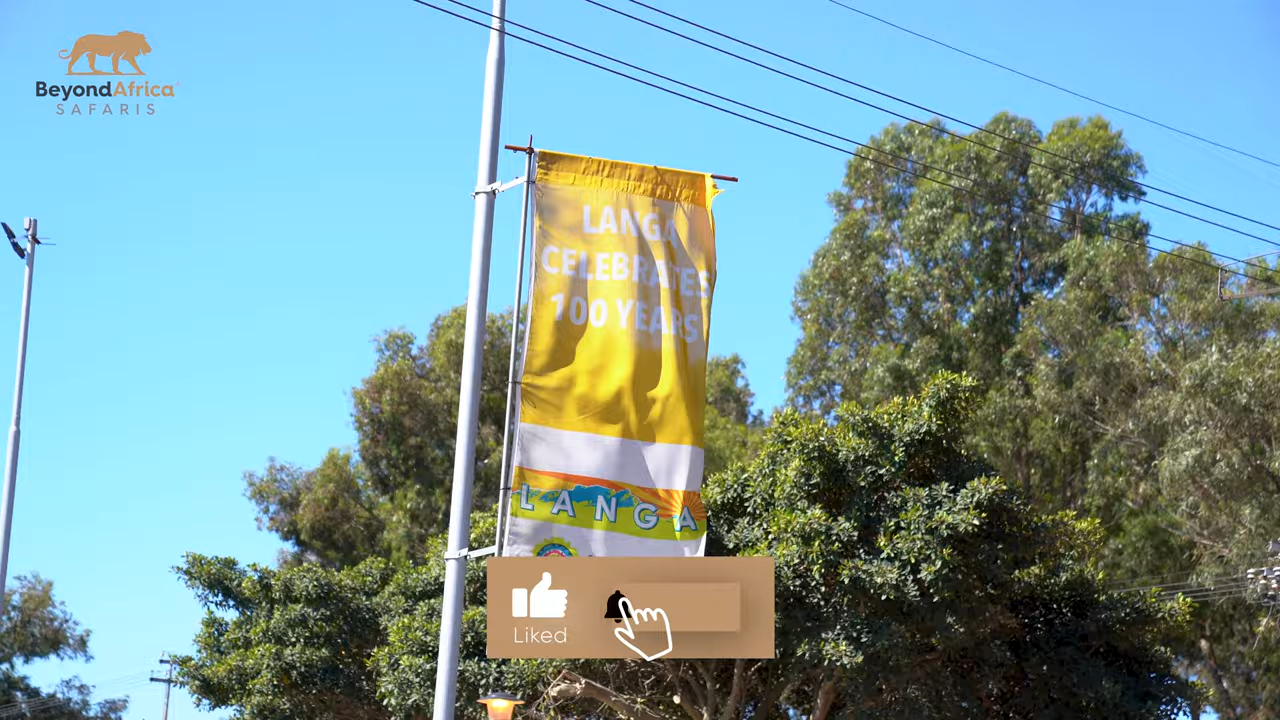 BeyondAfrica
SAFARIS
LANGA
CELEBRATES
100 YEARS
LANGA
Liked